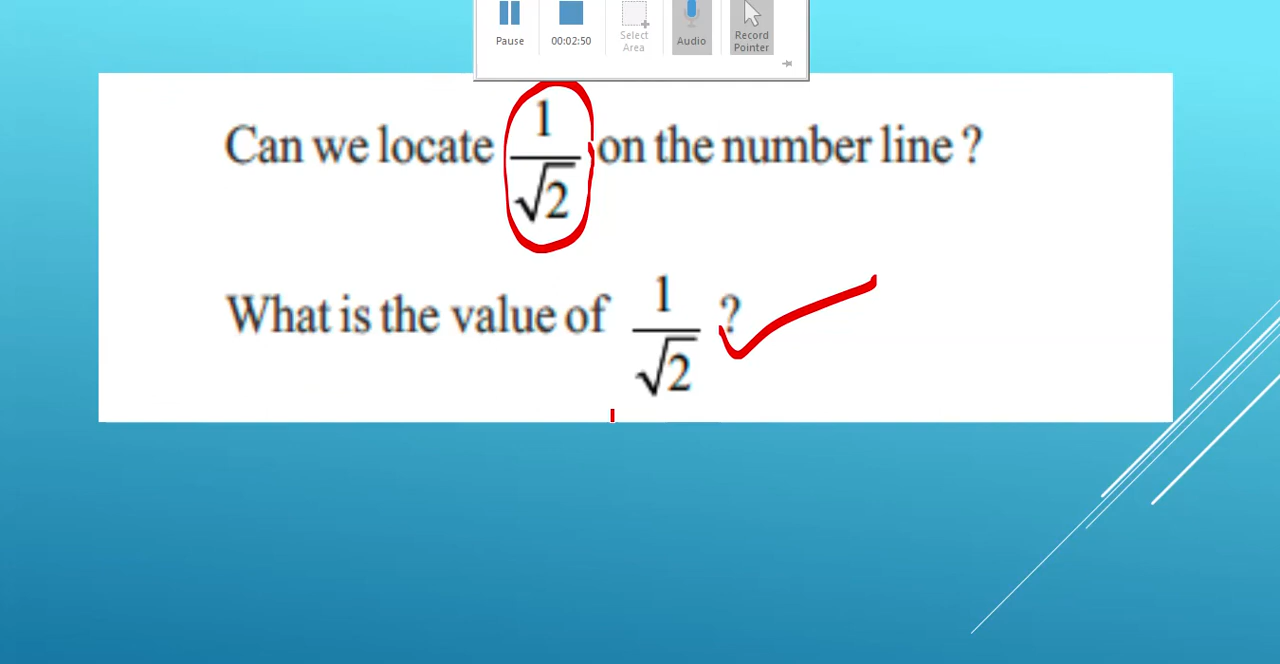 Pause
00:02:50
Select
Area
Audio
Record
Pointer
Can we locate 1/√2 on the number line ?
What is the value of 1/√2 ?